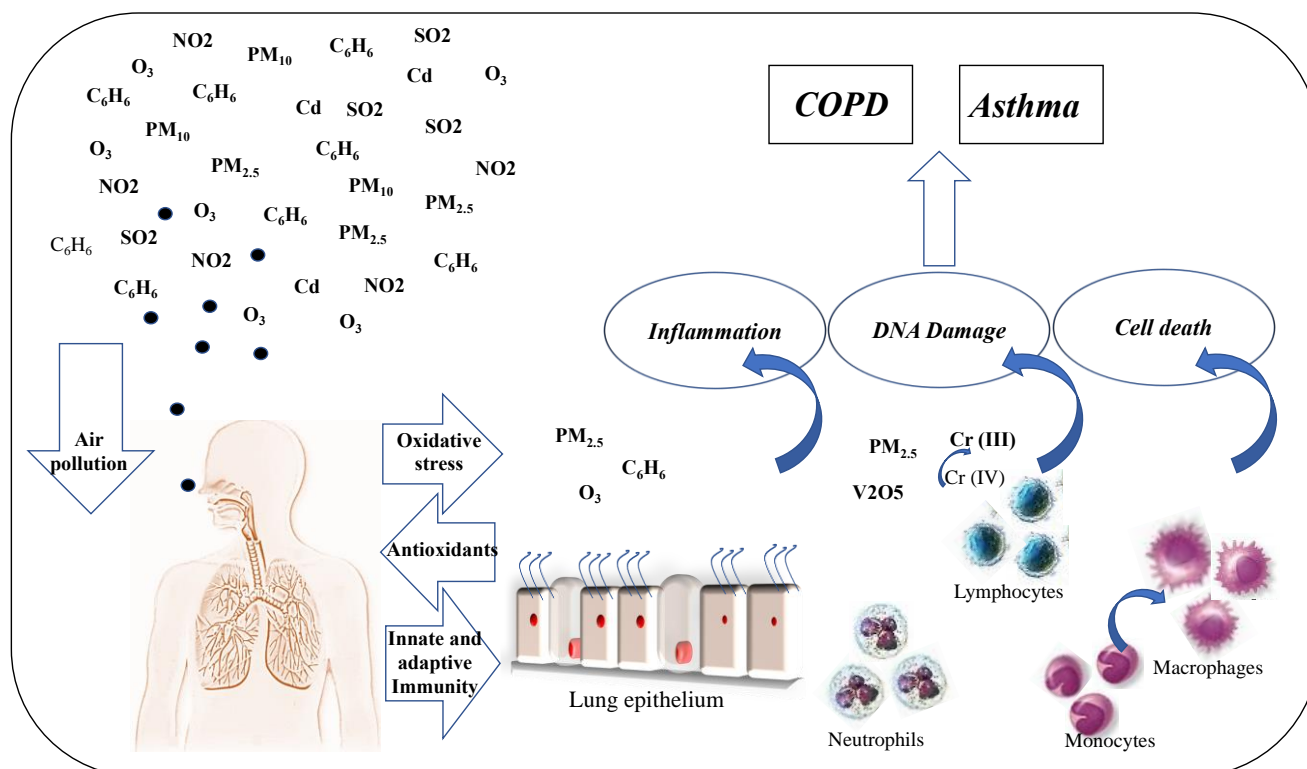 NO2
PM₁₀
C₆H₆
SO2
O₃
Cd
O₃
C₆H₆
C₆H₆
Cd
SO2
SO2
PM₁₀
O₃
C₆H₆
PM₂.₅
NO2
NO2
PM₁₀
PM₂.₅
O₃
C₆H₆
C₆H₆
SO2
PM₂.₅
NO2
C₆H₆
C₆H₆
Cd
NO2
O₃
O₃
COPD
Asthma
Inflammation
DNA Damage
Cell death
Air
pollution
Oxidative
stress
Antioxidants
Innate and
adaptive
Immunity
PM₂.₅
C₆H₆
O₃
PM₂.₅
Cr (III)
Cr (IV)
V2O5
Lymphocytes
Lung epithelium
Neutrophils
Macrophages
Monocytes